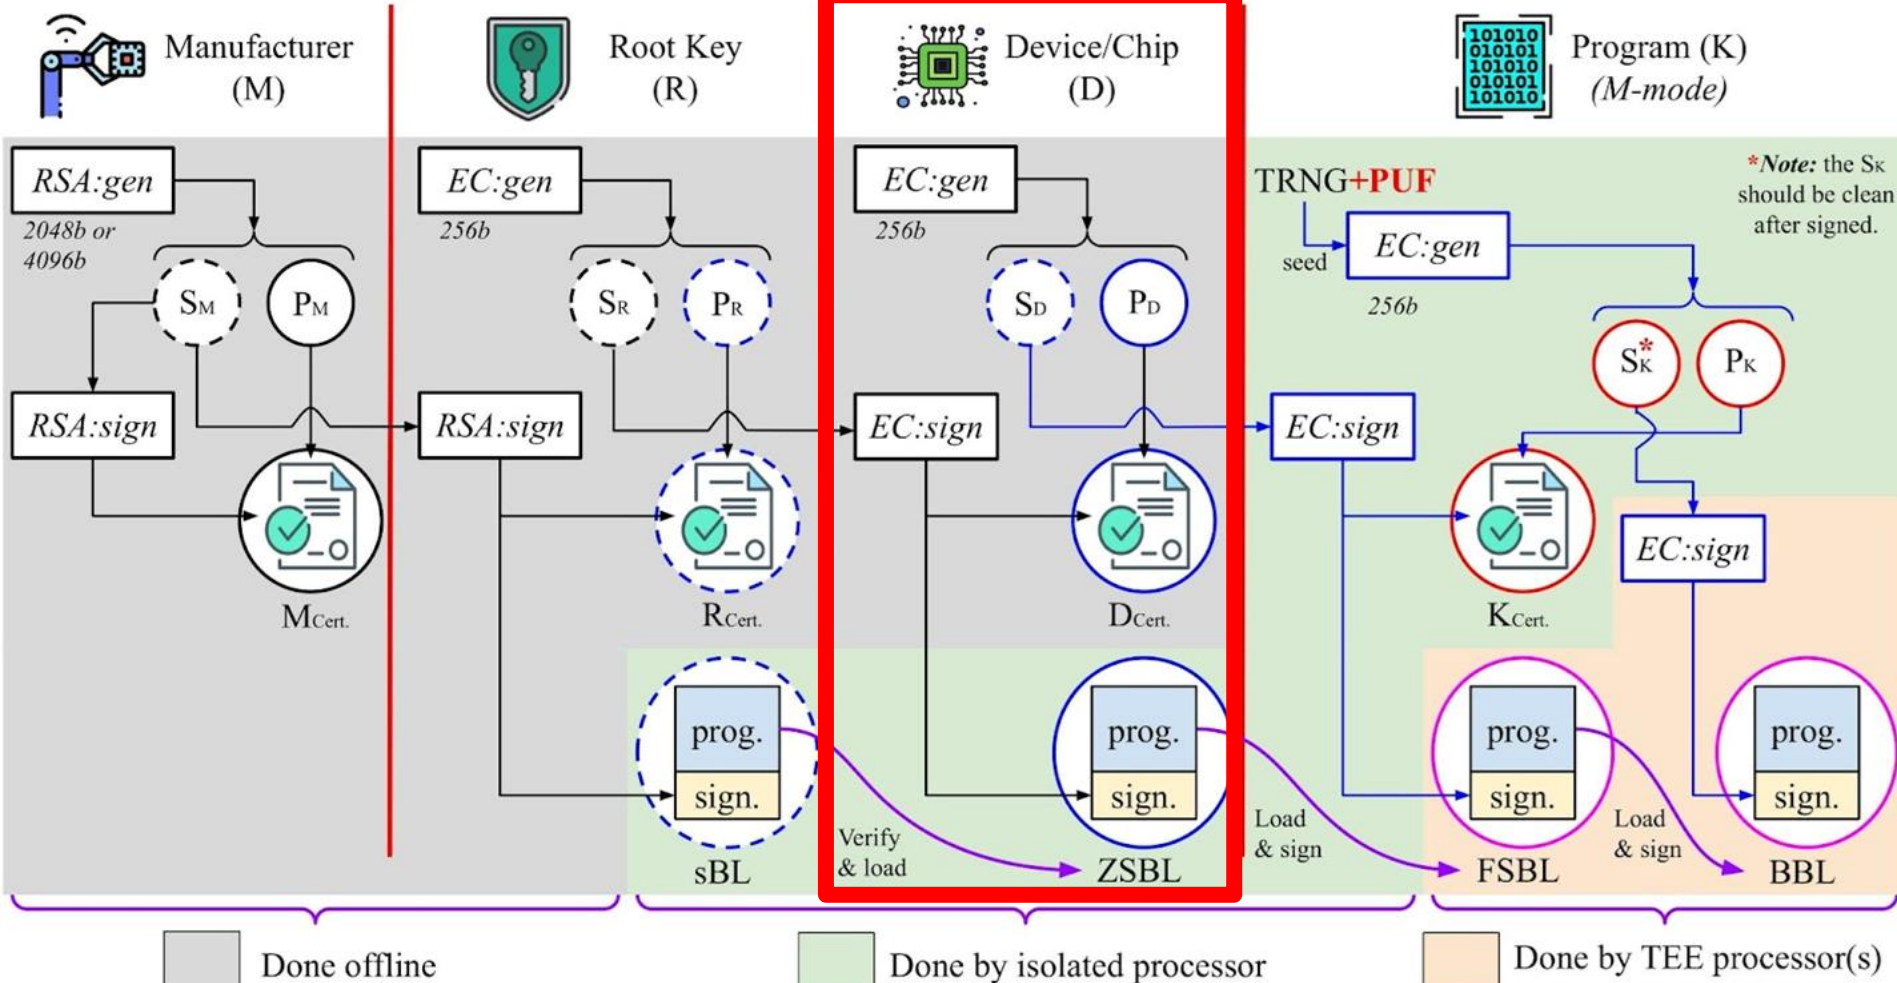 Manufacturer
(M)
Root Key
(R)
Device/Chip
(D)
101010
010101
101010
010101
101010
Program (K)
(M-mode)
RSA:gen
2048b or
4096b
SM
PM
RSA:sign
MCert.
EC:gen
256b
SR
PR
RSA:sign
RCert.
prog.
sign.
sBL
EC:gen
256b
SD
PD
EC:sign
DCert.
Verify
& load
prog.
sign.
ZSBL
TRNG+PUF
seed
EC:gen
256b
*Note: the SK
should be clean
after signed.
SK*
PK
EC:sign
KCert.
EC:sign
Load
& sign
prog.
sign.
FSBL
Load
& sign
prog.
sign.
BBL
Done offline
Done by isolated processor
Done by TEE processor(s)